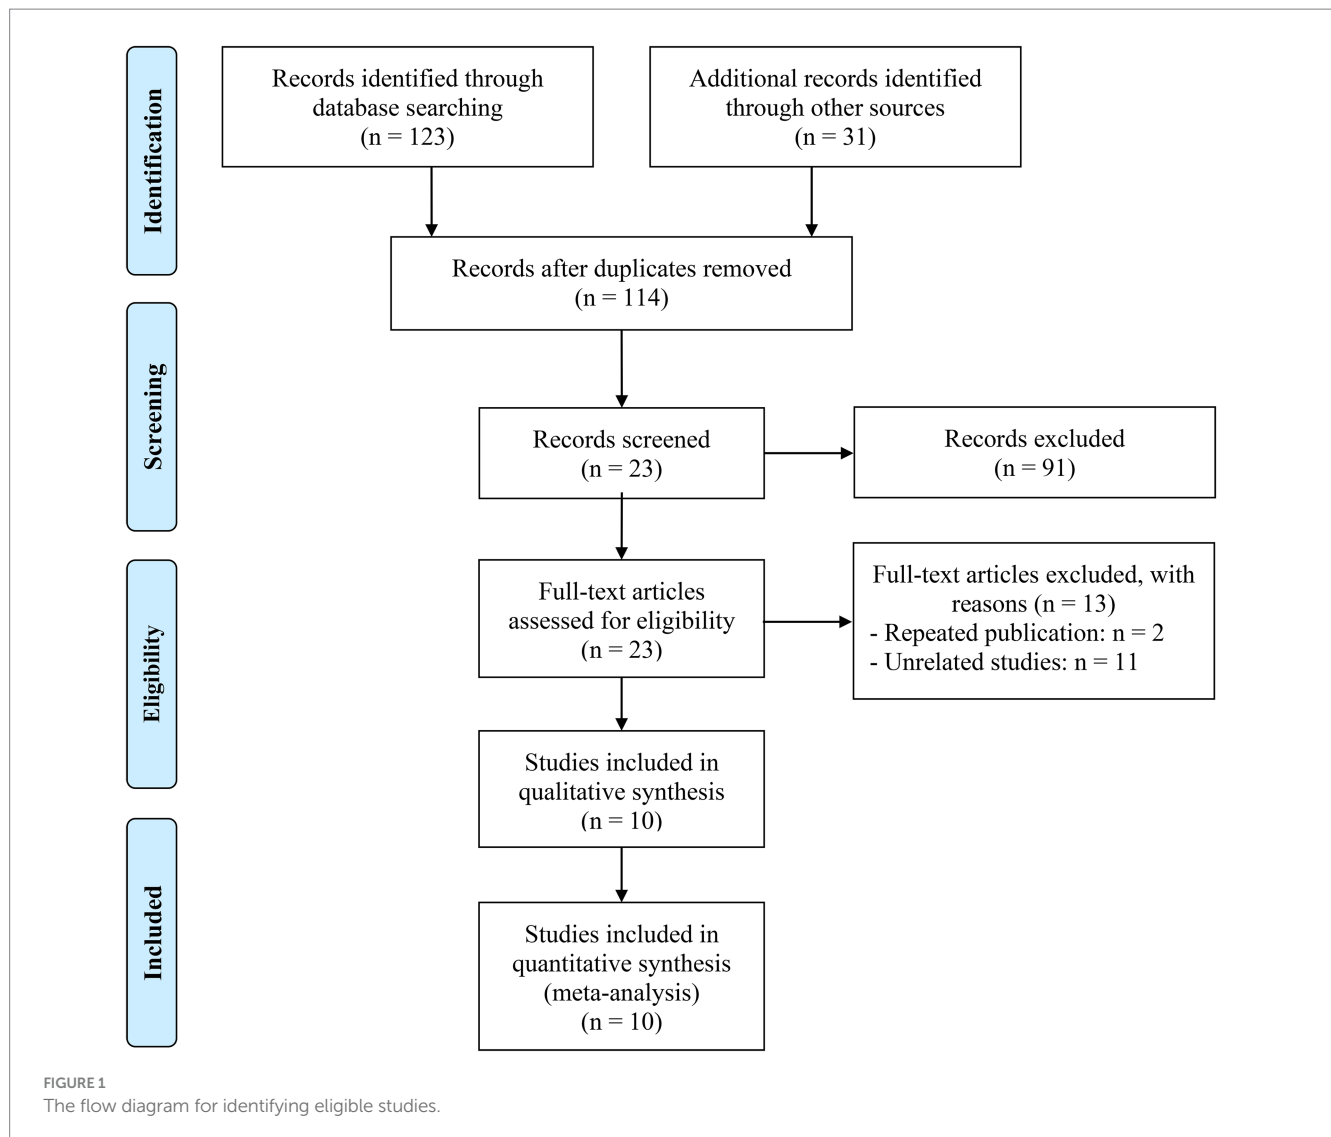 Identification
Records identified through
database searching
(n = 123)
Additional records identified
through other sources
(n = 31)
Records after duplicates removed
(n = 114)
Screening
Records screened
(n = 23)
Records excluded
(n = 91)
Eligibility
Full-text articles
assessed for eligibility
(n = 23)
Full-text articles excluded, with
reasons (n = 13)
- Repeated publication: n = 2
- Unrelated studies: n = 11
Studies included in
qualitative synthesis
(n = 10)
Included
Studies included in
quantitative synthesis
(meta-analysis)
(n = 10)
FIGURE 1
The flow diagram for identifying eligible studies.